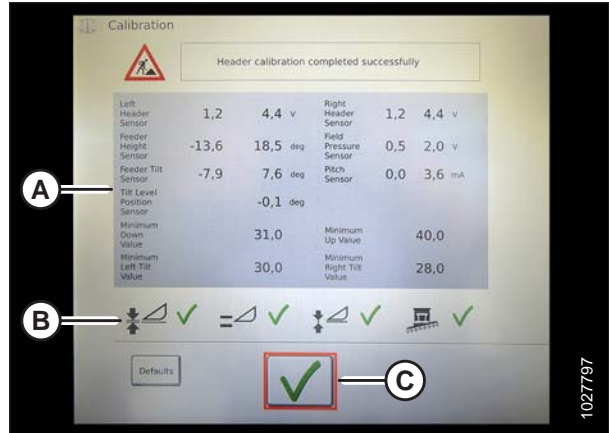 Calibration
Header calibration completed successfully
Left
Header
Sensor
1,2 4,4 v
Right
Header
Sensor
1,2 4,4 v
Feeder
Height
Sensor
-13,6 18,5 deg
Field
Pressure
Sensor
0,5 2,0 v
Feeder Tilt
Sensor
-7,9 7,6 deg
Pitch
Sensor
0,0 3,6 mA
Tilt Level
Position
Sensor
-0,1 deg
Minimum
Down
Value
31,0
Minimum
Up Value
40,0
Minimum
Left Tilt
Value
30,0
Minimum
Right Tilt
Value
28,0
Defaults
A
B
C
1027797